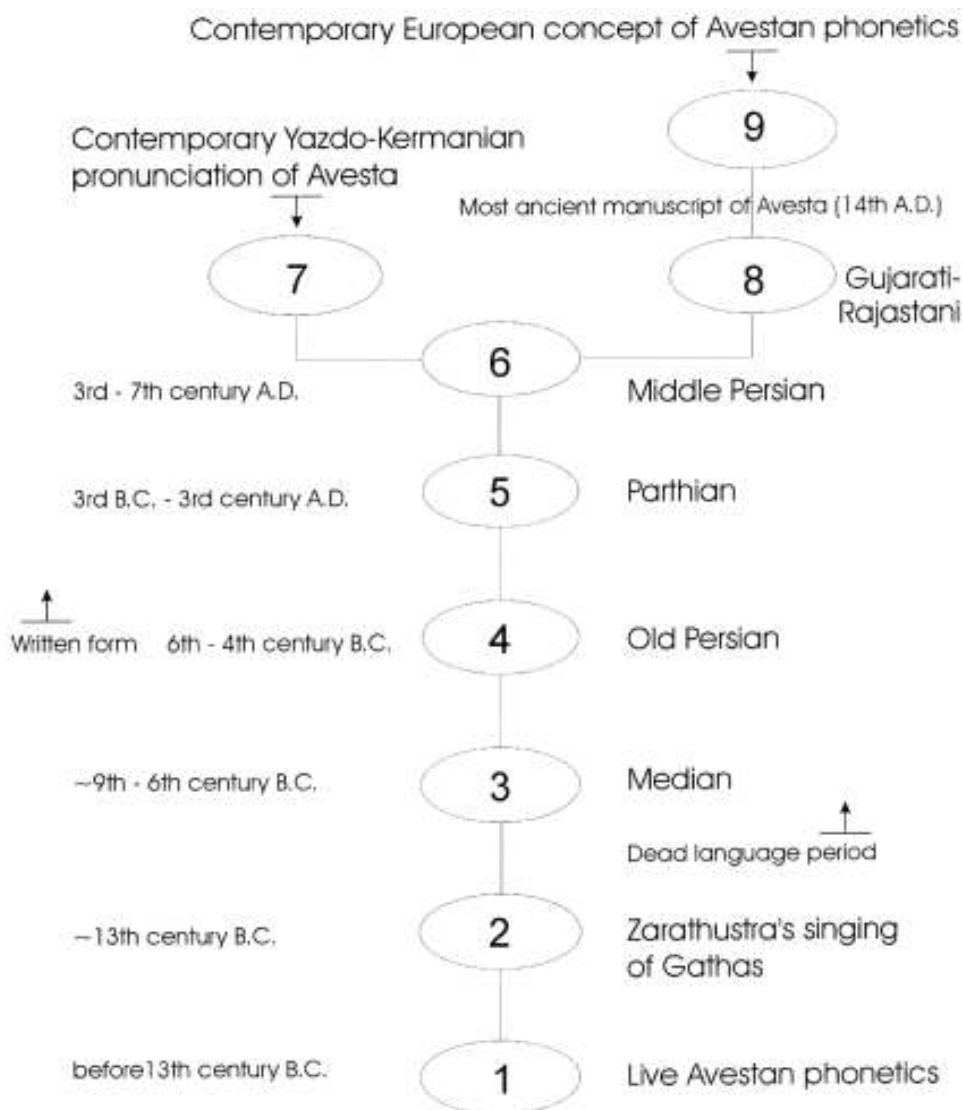 Contemporary European concept of Avestan phonetics
9
Contemporary Yazdo-Kermanian
pronunciation of Avesta
Most ancient manuscript of Avesta (14th A.D.)
7
8
Gujarati-
Rajastani
6
3rd - 7th century A.D.
Middle Persian
3rd B.C. - 3rd century A.D.
5
Parthian
Written form
6th - 4th century B.C.
4
Old Persian
~9th - 6th century B.C.
3
Median
Dead language period
~13th century B.C.
2
Zarathustra's singing
of Gathas
before13th century B.C.
1
Live Avestan phonetics